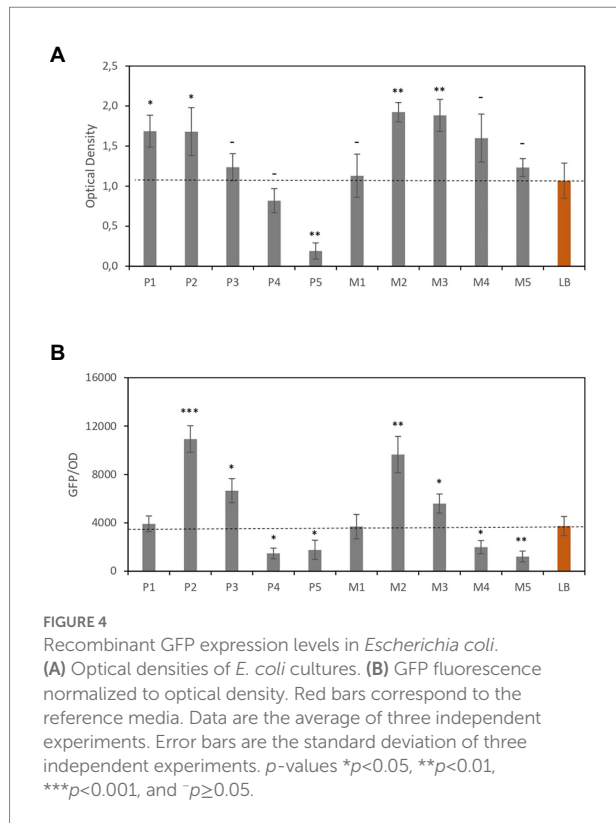 A
2,5
2,0
1,5
1,0
0,5
0,0
Optical Density
* * – – ** – ** ** – –
P1 P2 P3 P4 P5 M1 M2 M3 M4 M5 LB
B
16000
12000
8000
4000
0
GFP/OD
*** * * * ** * * **
P1 P2 P3 P4 P5 M1 M2 M3 M4 M5 LB
FIGURE 4
Recombinant GFP expression levels in Escherichia coli.
(A) Optical densities of E. coli cultures. (B) GFP fluorescence
normalized to optical density. Red bars correspond to the
reference media. Data are the average of three independent
experiments. Error bars are the standard deviation of three
independent experiments. p-values *p<0.05, **p<0.01,
***p<0.001, and ⁻p≥0.05.